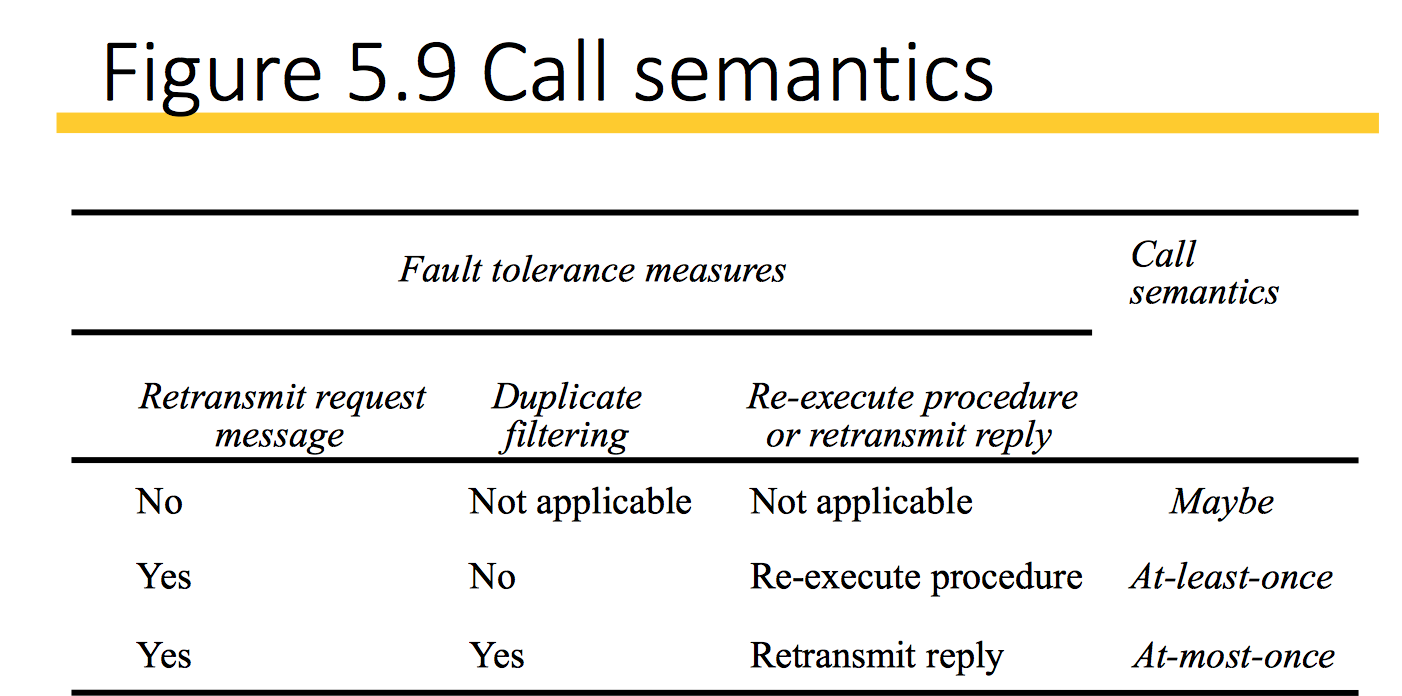 Figure 5.9 Call semantics
Fault tolerance measures
Call
semantics
Retransmit request
message
Duplicate
filtering
Re-execute procedure
or retransmit reply
No Not applicable Not applicable Maybe
Yes No Re-execute procedure At-least-once
Yes Yes Retransmit reply At-most-once